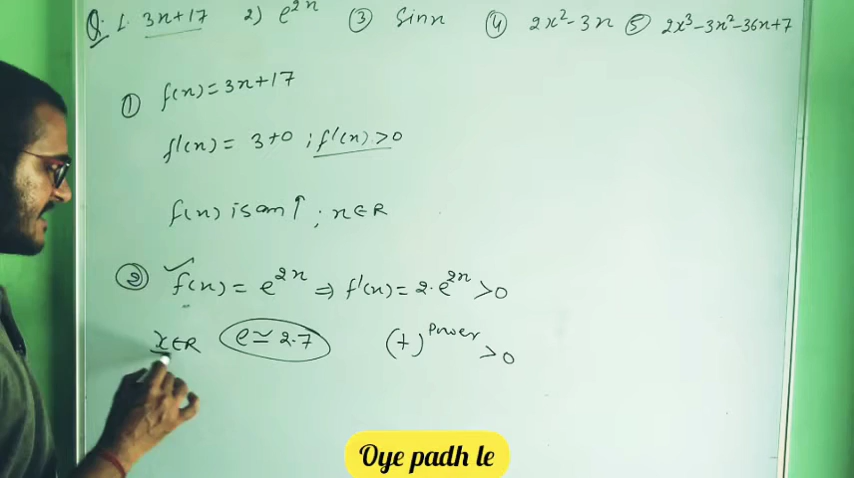 Q. 1. 3x+17 2) e^2x ③ Sinx ④ 2x²-3x ⑤ 2x³-3x²-36x+7
① f(x) = 3x+17
f'(x) = 3+0 ; f'(x) > 0
f(x) is an ↑ ; x∈R
② f(x) = e^2x ⇒ f'(x) = 2·e^2x > 0
x∈R e ≃ 2.7 (+)^Power > 0
Oye padh le